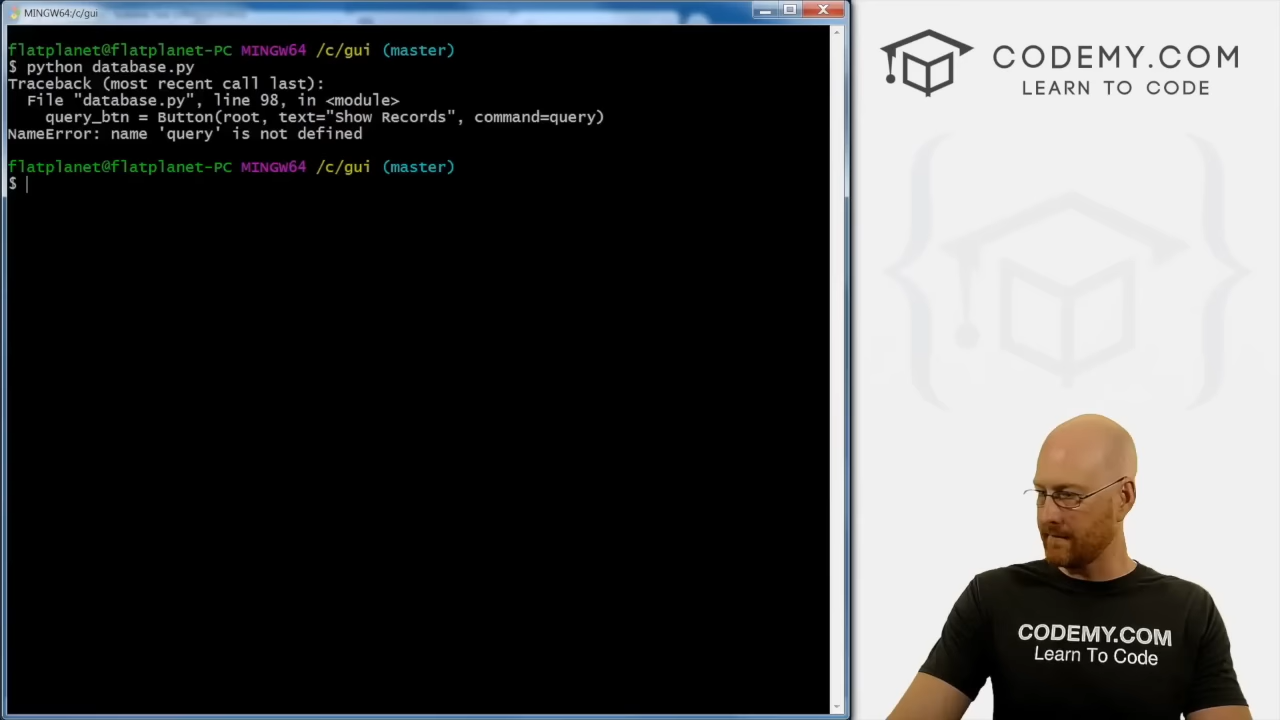 MINGW64:/c/gui
flatplanet@flatplanet-PC MINGW64 /c/gui (master)
$ python database.py
Traceback (most recent call last):
  File "database.py", line 98, in <module>
    query_btn = Button(root, text="Show Records", command=query)
NameError: name 'query' is not defined
flatplanet@flatplanet-PC MINGW64 /c/gui (master)
$
CODEMY.COM
LEARN TO CODE
CODEMY.COM
Learn To Code